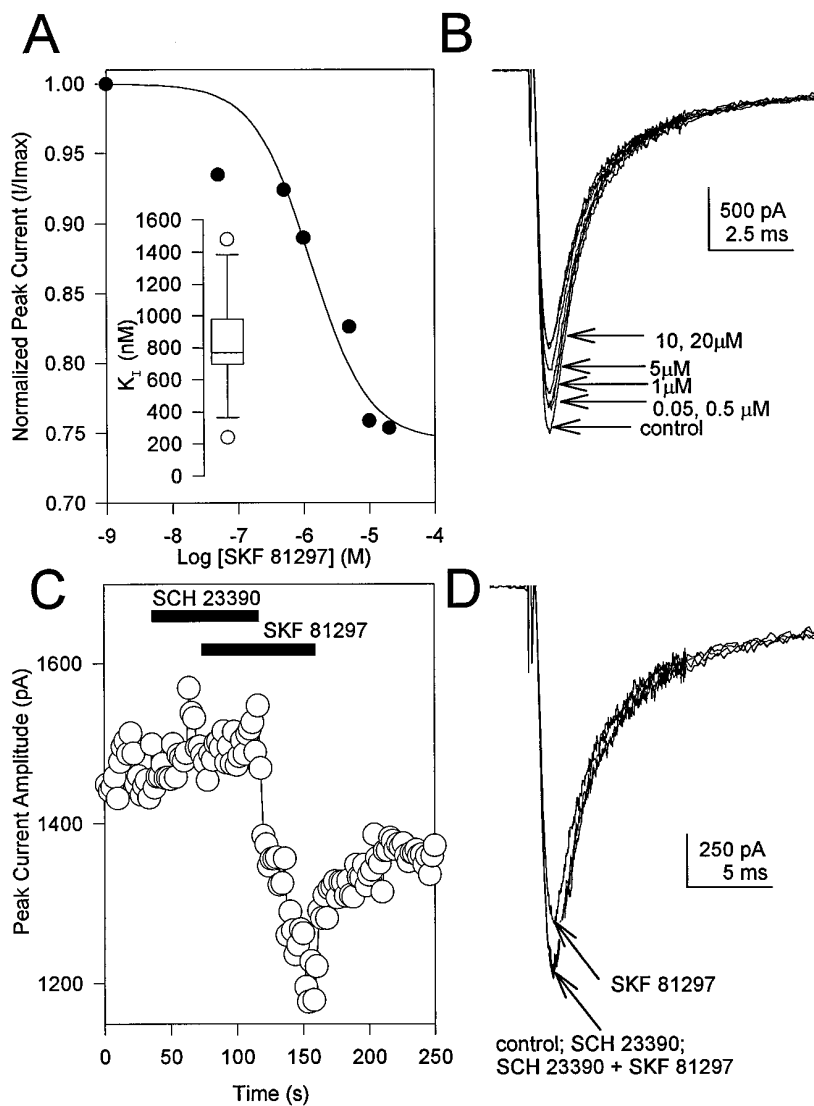 A
Normalized Peak Current (I/Imax)
1.00
0.95
0.90
0.85
0.80
0.75
0.70
K_I (nM)
1600
1400
1200
1000
800
600
400
200
0
-9
-8
-7
-6
-5
-4
Log [SKF 81297] (M)
B
500 pA
2.5 ms
10, 20μM
5μM
1μM
0.05, 0.5 μM
control
C
SCH 23390
SKF 81297
Peak Current Amplitude (pA)
1600
1400
1200
0
50
100
150
200
250
Time (s)
D
250 pA
5 ms
SKF 81297
control; SCH 23390;
SCH 23390 + SKF 81297